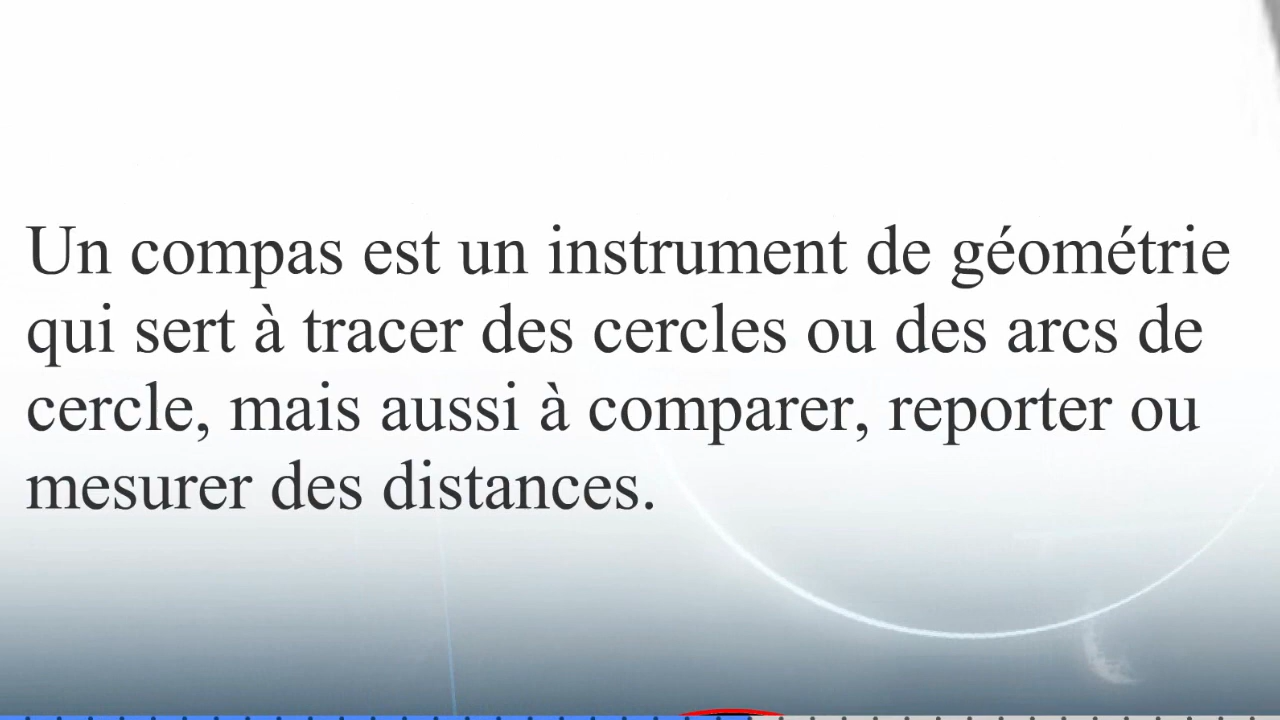 Un compas est un instrument de géométrie
qui sert à tracer des cercles ou des arcs de
cercle, mais aussi à comparer, reporter ou
mesurer des distances.